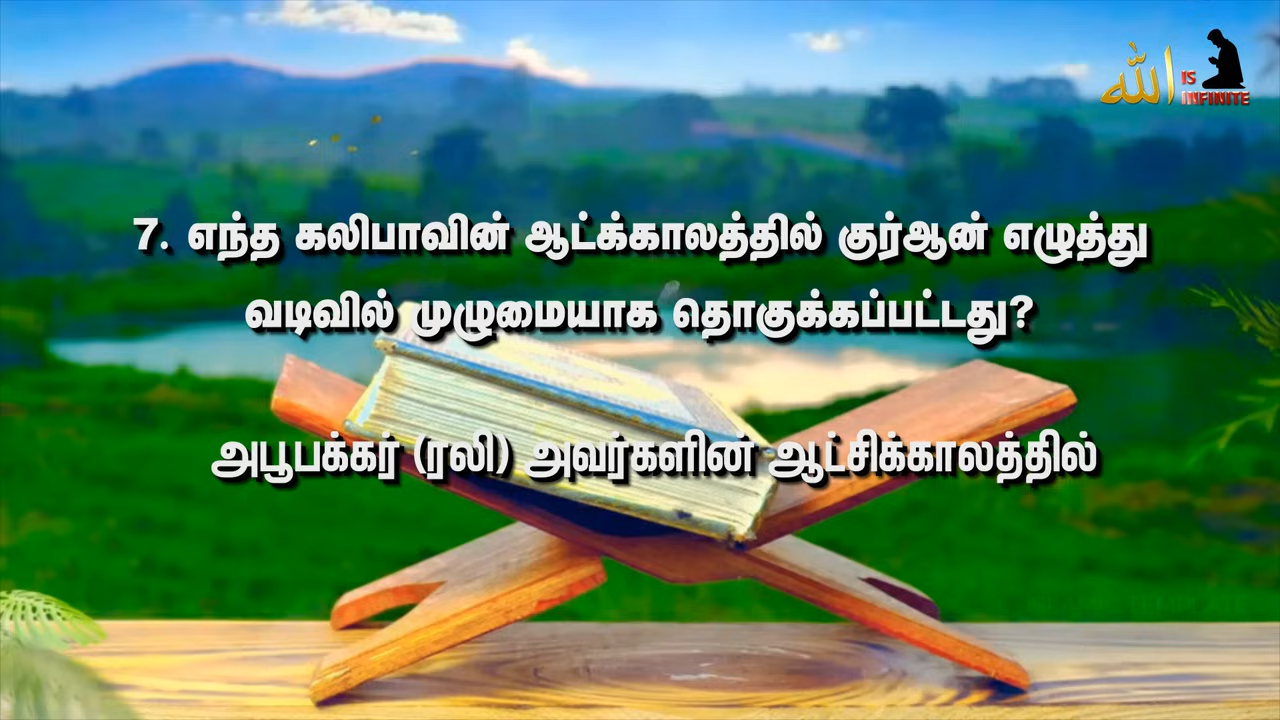 الله IS
INFINITE
7. எந்த கலிபாவின் ஆட்க்காலத்தில் குர்ஆன் எழுத்து
வடிவில் முழுமையாக தொகுக்கப்பட்டது?
அபூபக்கர் (ரலி) அவர்களின் ஆட்சிக்காலத்தில்